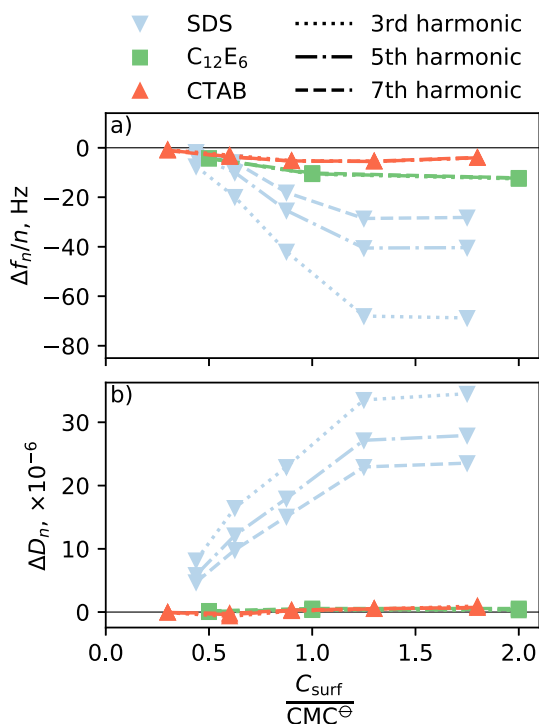 SDS 3rd harmonic
C₁₂E₆ 5th harmonic
CTAB 7th harmonic
a)
0
−20
−40
−60
−80
Δfₙ/n, Hz
b)
30
20
10
0
ΔDₙ, ×10⁻⁶
0.0 0.5 1.0 1.5 2.0
C_surf
CMC^⦵